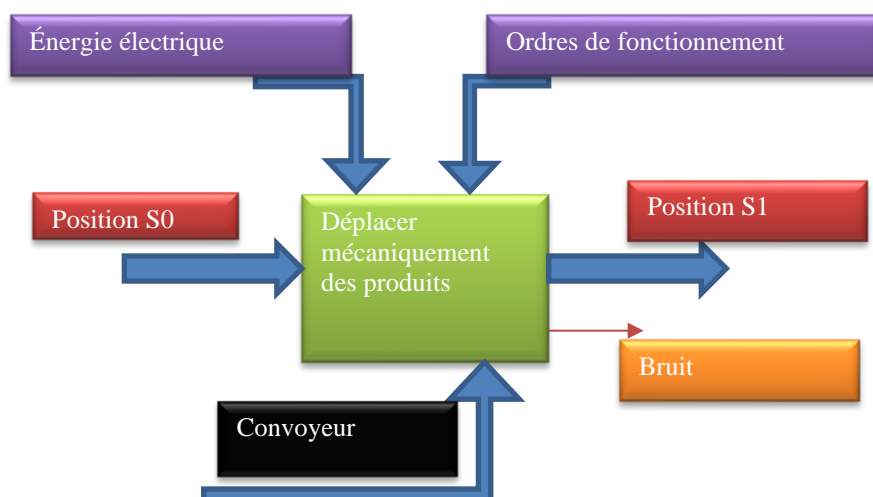 Énergie électrique
Ordres de fonctionnement
Position S0
Position S1
Déplacer
mécaniquement
des produits
Bruit
Convoyeur